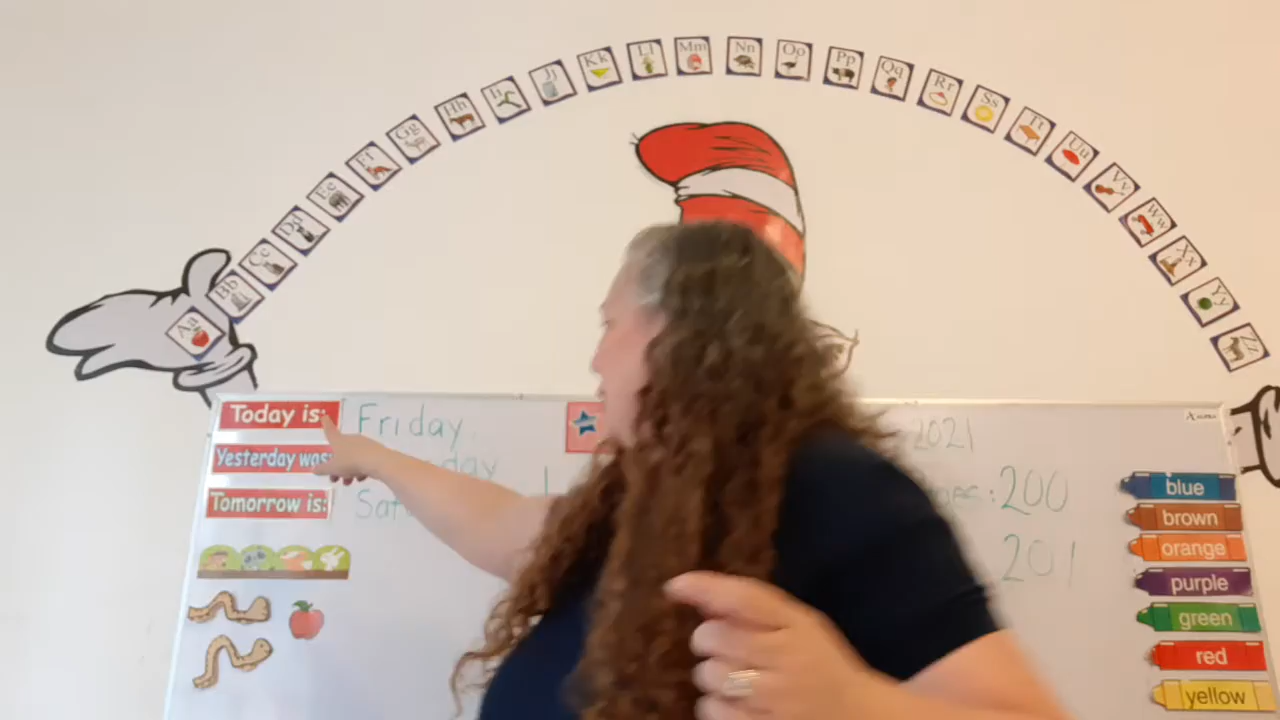 Aa
Bb
Cc
Dd
Ee
Ff
Gg
Hh
Ii
Jj
Kk
Ll
Mm
Nn
Oo
Pp
Qq
Rr
Ss
Tt
Uu
Vv
Ww
Xx
Yy
Zz
Today is: Friday 2021
Yesterday was: day
Tomorrow is: Sat 200
201
blue
brown
orange
purple
green
red
yellow